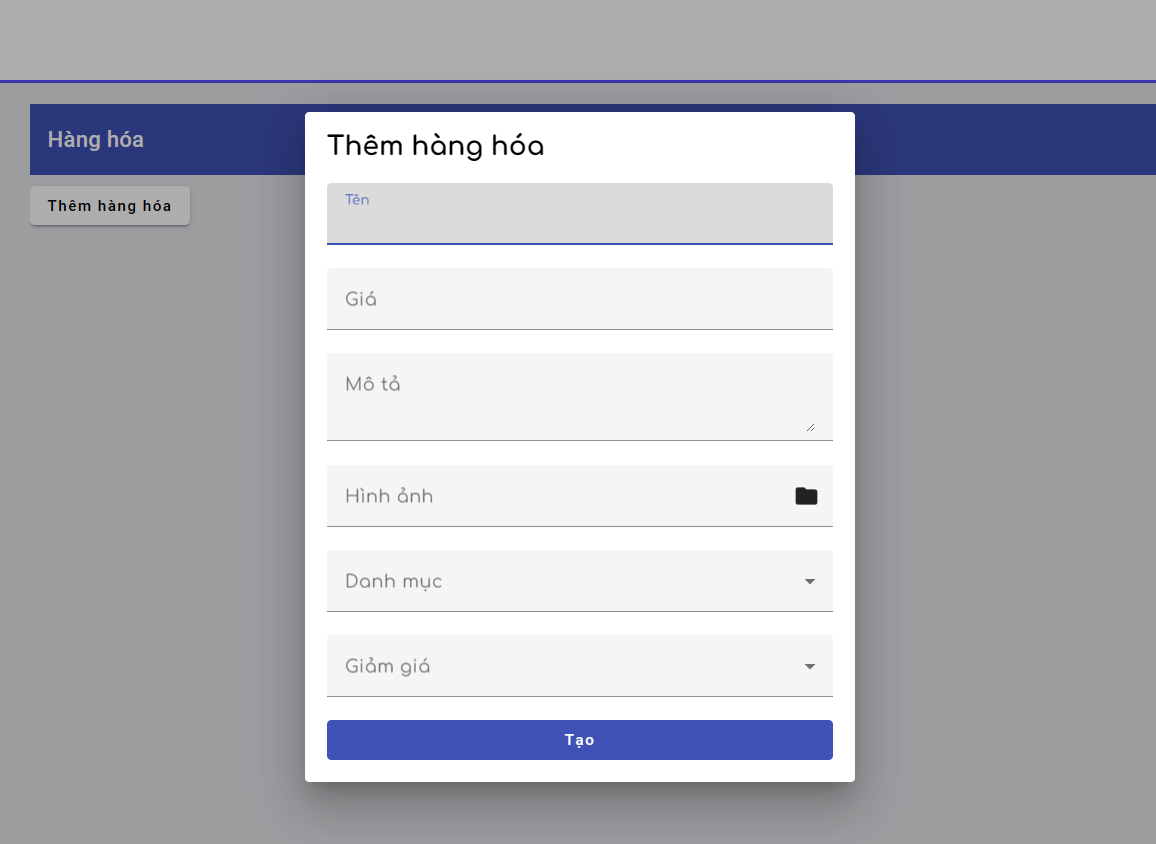 Hàng hóa
Thêm hàng hóa
Thêm hàng hóa
Tên
Giá
Mô tả
Hình ảnh
Danh mục
Giảm giá
Tạo